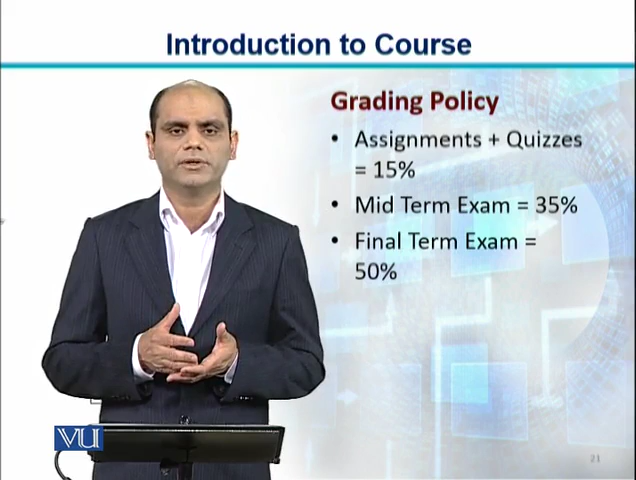 Introduction to Course
Grading Policy
• Assignments + Quizzes
= 15%
• Mid Term Exam = 35%
• Final Term Exam =
50%
VU
21